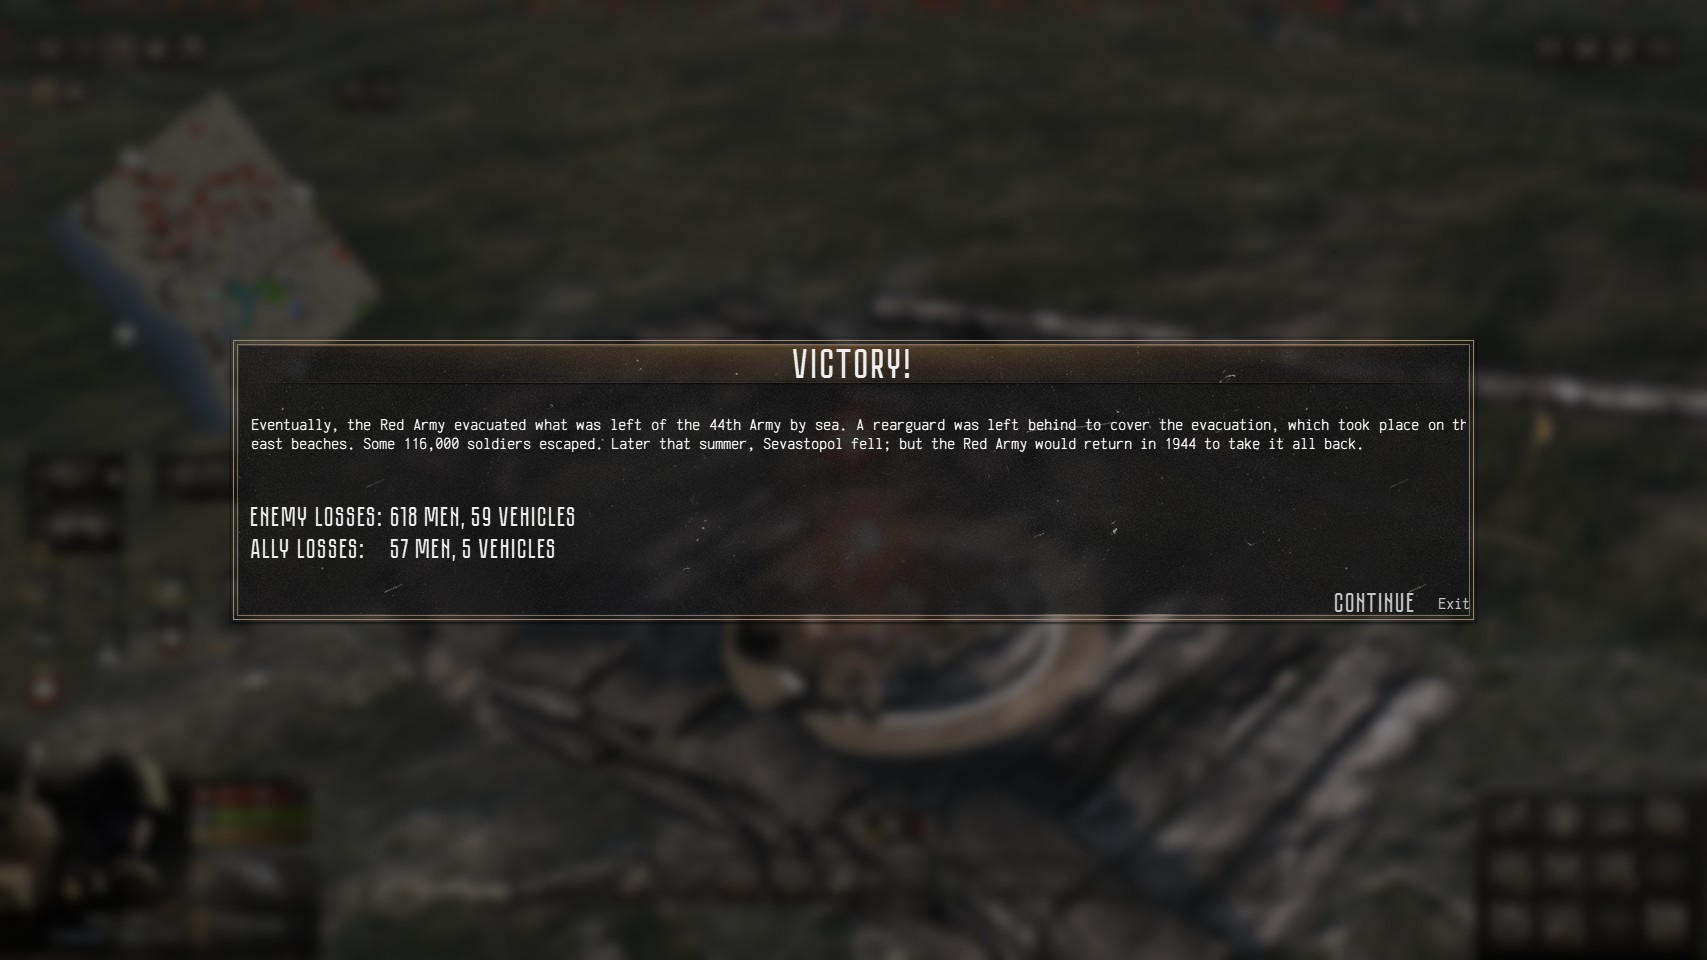 VICTORY!
Eventually, the Red Army evacuated what was left of the 44th Army by sea. A rearguard was left behind to cover the evacuation, which took place on th
east beaches. Some 116,000 soldiers escaped. Later that summer, Sevastopol fell; but the Red Army would return in 1944 to take it all back.
ENEMY LOSSES: 618 MEN, 59 VEHICLES
ALLY LOSSES: 57 MEN, 5 VEHICLES
CONTINUE Exit